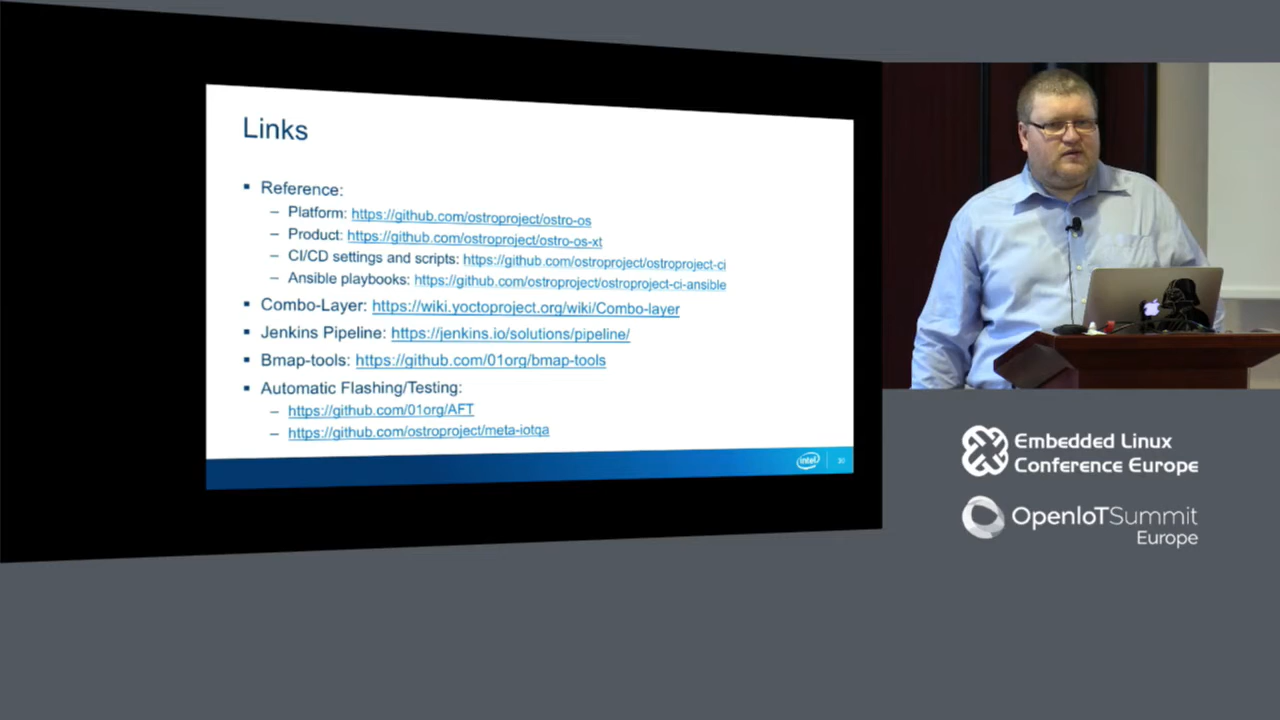 Links
▪ Reference:
– Platform: https://github.com/ostroproject/ostro-os
– Product: https://github.com/ostroproject/ostro-os-xt
– CI/CD settings and scripts: https://github.com/ostroproject/ostroproject-ci
– Ansible playbooks: https://github.com/ostroproject/ostroproject-ci-ansible
▪ Combo-Layer: https://wiki.yoctoproject.org/wiki/Combo-layer
▪ Jenkins Pipeline: https://jenkins.io/solutions/pipeline/
▪ Bmap-tools: https://github.com/01org/bmap-tools
▪ Automatic Flashing/Testing:
– https://github.com/01org/AFT
– https://github.com/ostroproject/meta-iotqa
intel
30
Embedded Linux
Conference Europe
OpenIoTSummit
Europe